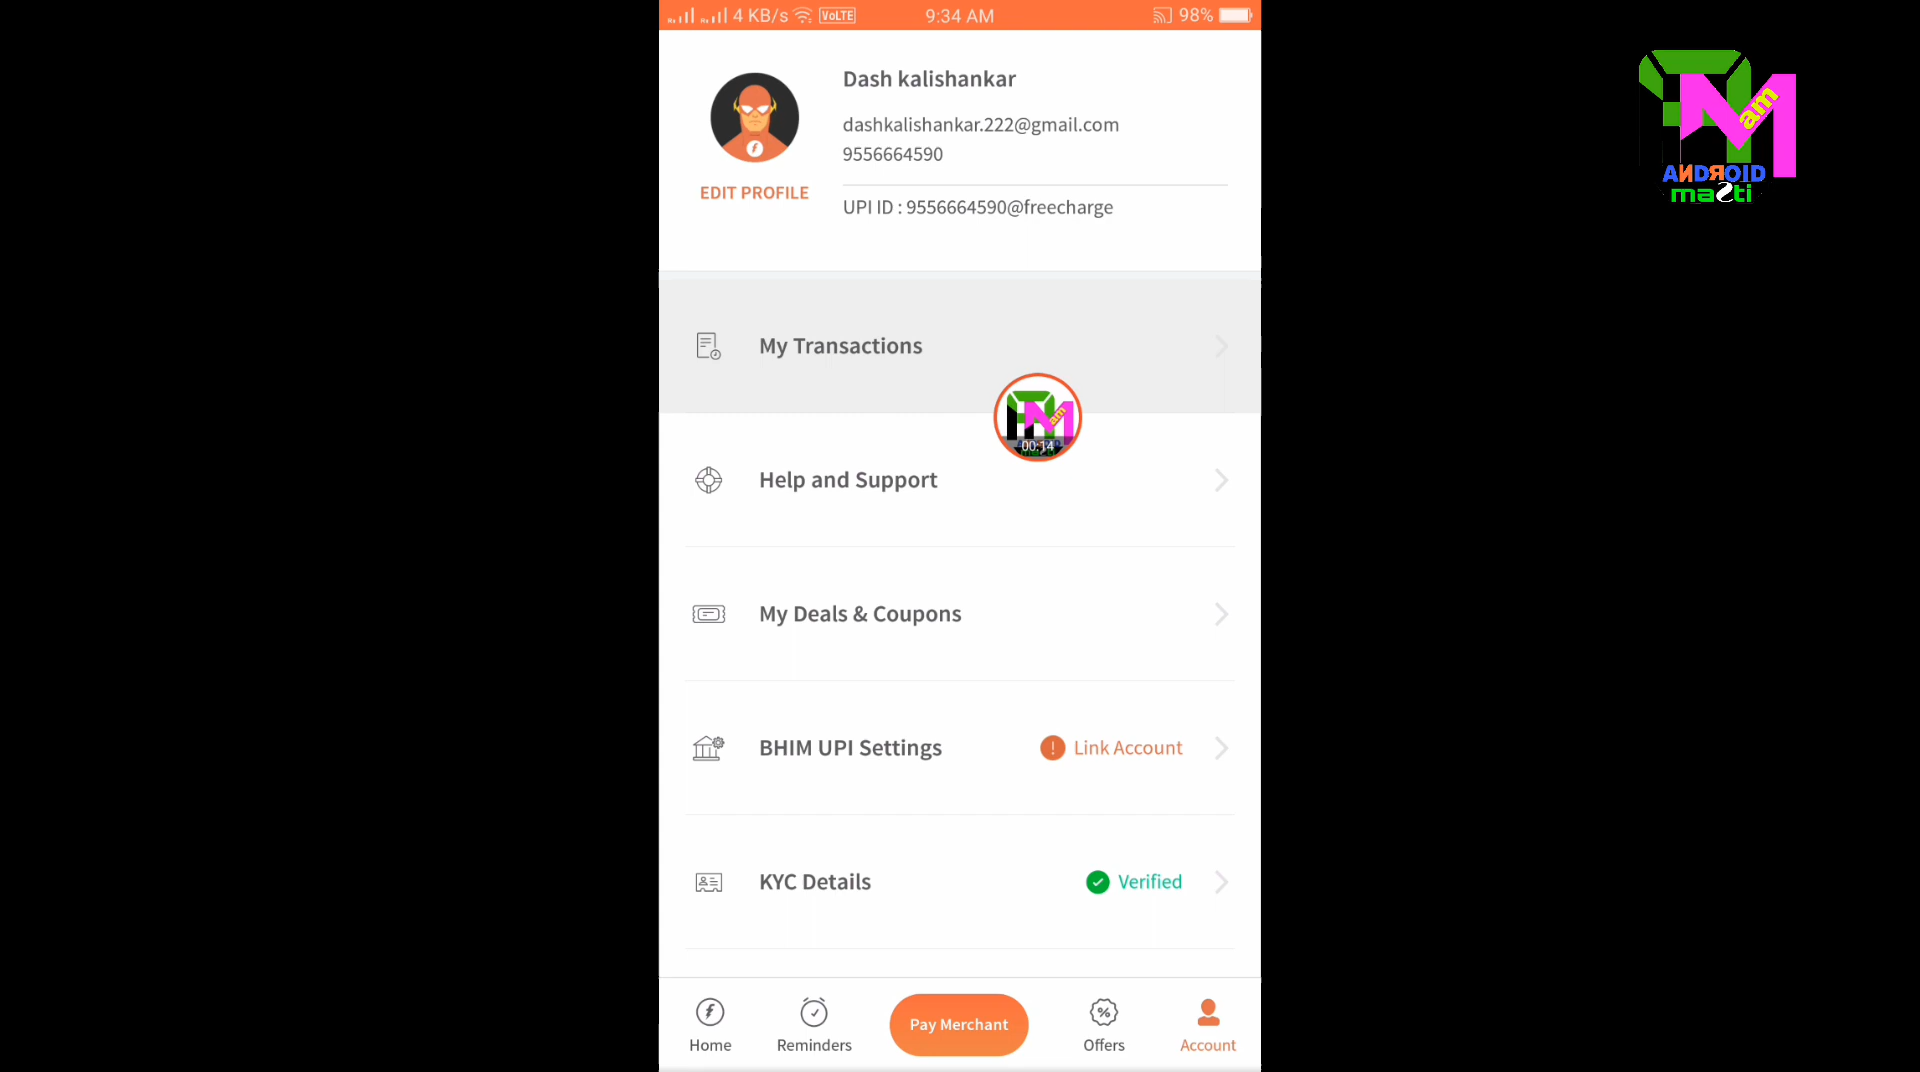 4 KB/s VoLTE 9:34 AM 98%
Dash kalishankar
dashkalishankar.222@gmail.com
9556664590
EDIT PROFILE
UPI ID : 9556664590@freecharge
My Transactions
am
00:14
Help and Support
My Deals & Coupons
BHIM UPI Settings
Link Account
KYC Details
Verified
Home
Reminders
Pay Merchant
Offers
Account
am
ANDROID
masti